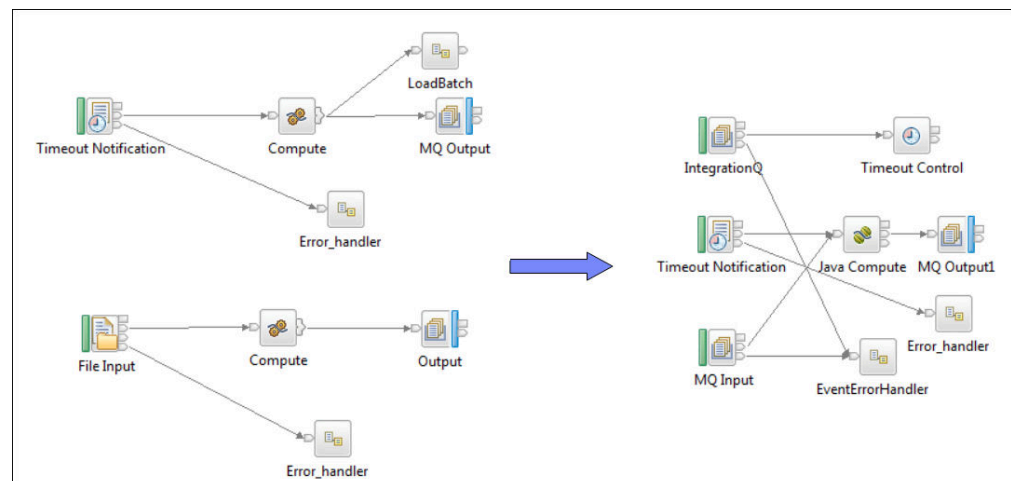 LoadBatch
Timeout Notification
Compute
MQ Output
Error_handler
File Input
Compute
Output
Error_handler
IntegrationQ
Timeout Control
Timeout Notification
Java Compute
MQ Output1
Error_handler
MQ Input
EventErrorHandler